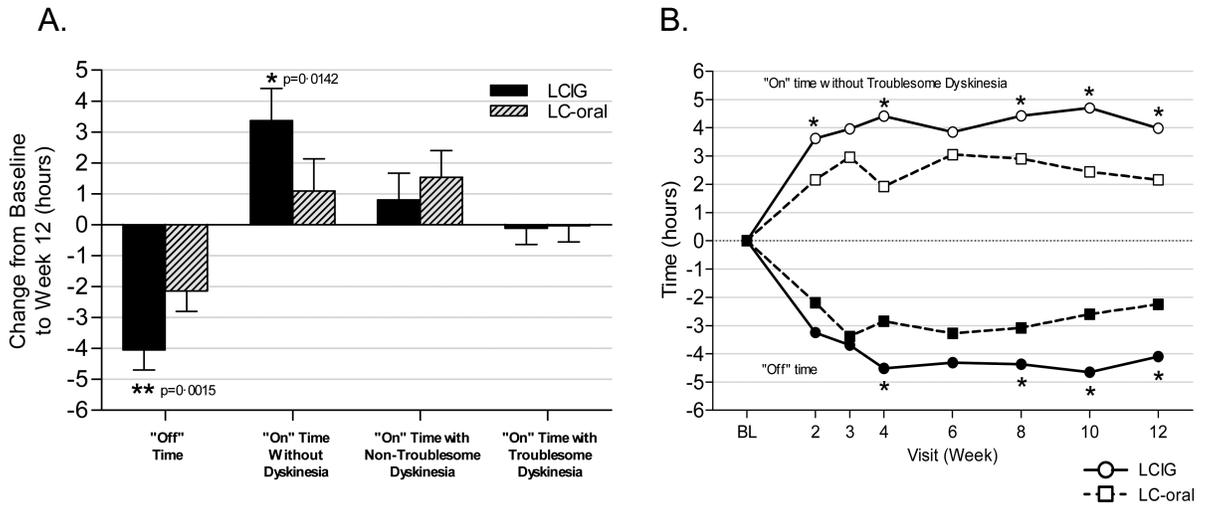 A.
5
4
3
2
1
0
-1
-2
-3
-4
-5
-6
Change from Baseline
to Week 12 (hours)
* p=0·0142
** p=0·0015
LCIG
LC-oral
"Off"
Time
"On" Time
Without
Dyskinesia
"On" Time with
Non-Troublesome
Dyskinesia
"On" Time with
Troublesome
Dyskinesia
B.
6
5
4
3
2
1
0
-1
-2
-3
-4
-5
-6
Time (hours)
"On" time without Troublesome Dyskinesia
* * * * *
"Off" time
* * * *
BL 2 3 4 6 8 10 12
Visit (Week)
LCIG
LC-oral